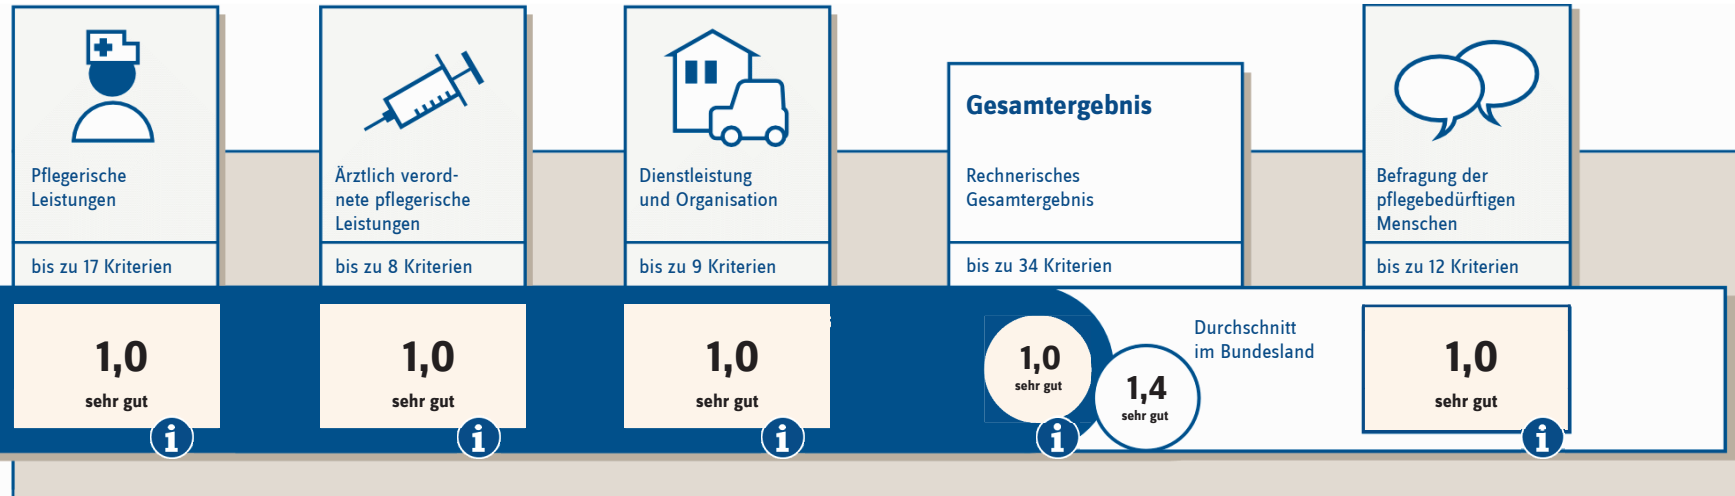 Pflegerische
Leistungen
bis zu 17 Kriterien
1,0
sehr gut
i
Ärztlich verord-
nete pflegerische
Leistungen
bis zu 8 Kriterien
1,0
sehr gut
i
Dienstleistung
und Organisation
bis zu 9 Kriterien
1,0
sehr gut
i
Gesamtergebnis
Rechnerisches
Gesamtergebnis
bis zu 34 Kriterien
1,0
sehr gut
i
Durchschnitt
im Bundesland
1,4
sehr gut
Befragung der
pflegebedürftigen
Menschen
bis zu 12 Kriterien
1,0
sehr gut
i